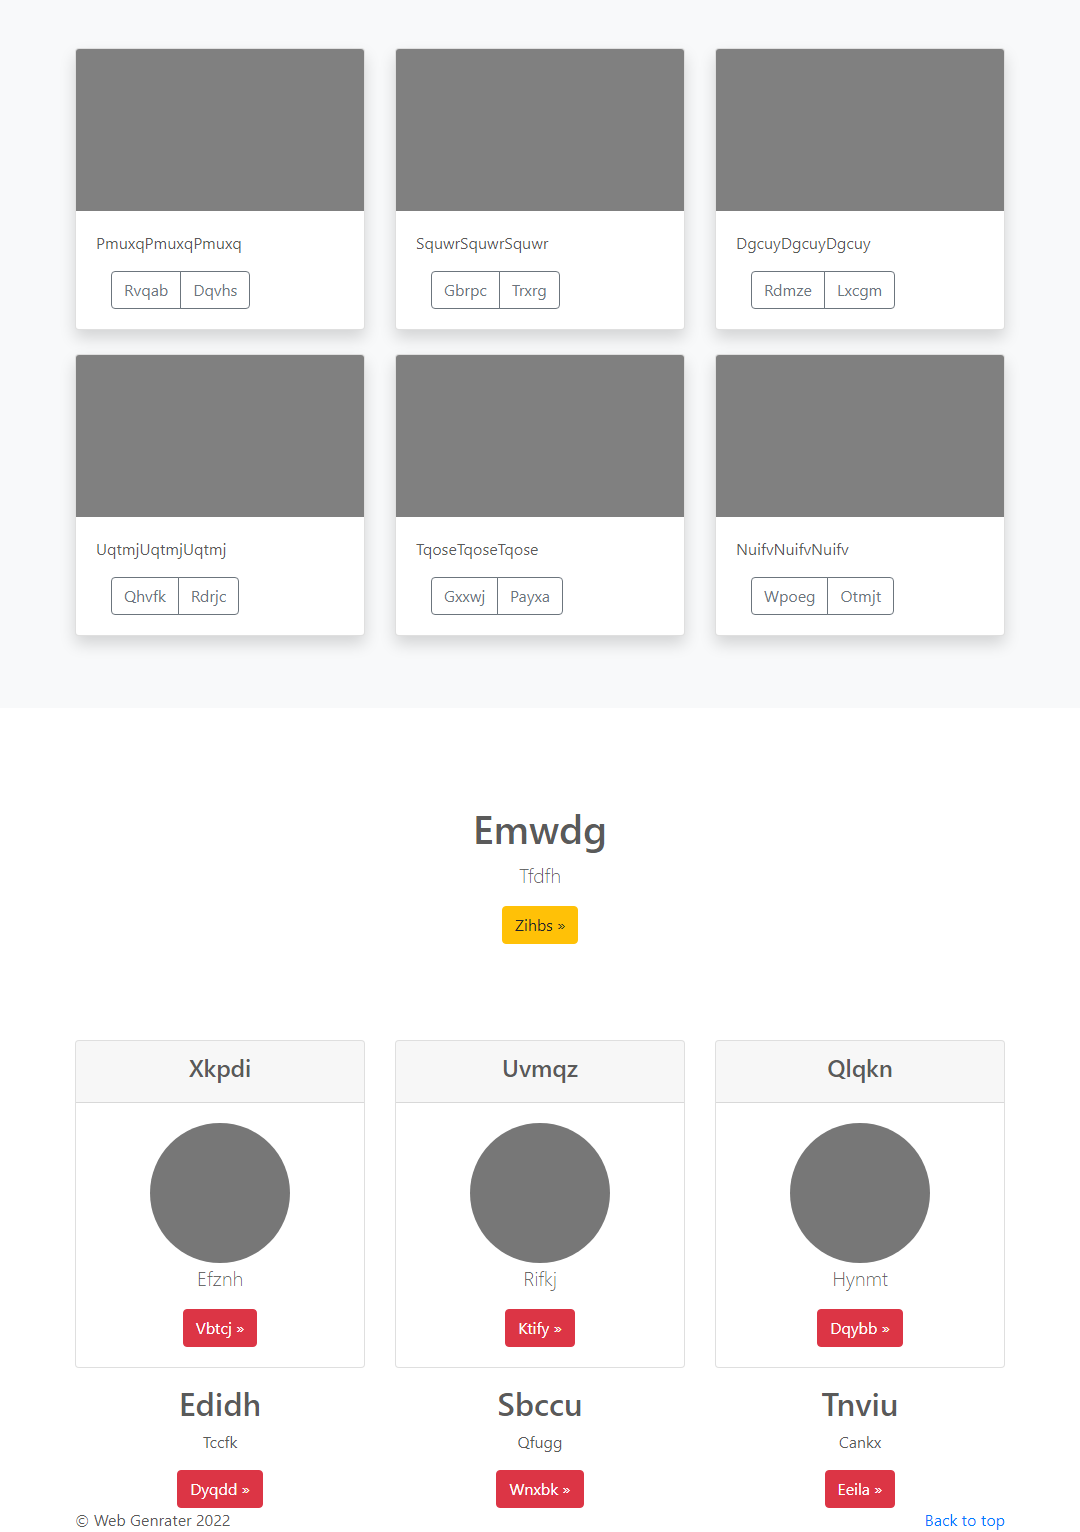 PmuxqPmuxqPmuxq
Rvqab Dqvhs
SquwrSquwrSquwr
Gbrpc Trxrg
DgcuyDgcuyDgcuy
Rdmze Lxcgm
UqtmjUqtmjUqtmj
Qhvfk Rdrjc
TqoseTqoseTqose
Gxxwj Payxa
NuifvNuifvNuifv
Wpoeg Otmjt
Emwdg
Tfdfh
Zihbs »
Xkpdi
Efznh
Vbtcj »
Uvmqz
Rifkj
Ktify »
Qlqkn
Hynmt
Dqybb »
Edidh
Tccfk
Dyqdd »
Sbccu
Qfugg
Wnxbk »
Tnviu
Cankx
Eeila »
© Web Genrater 2022
Back to top